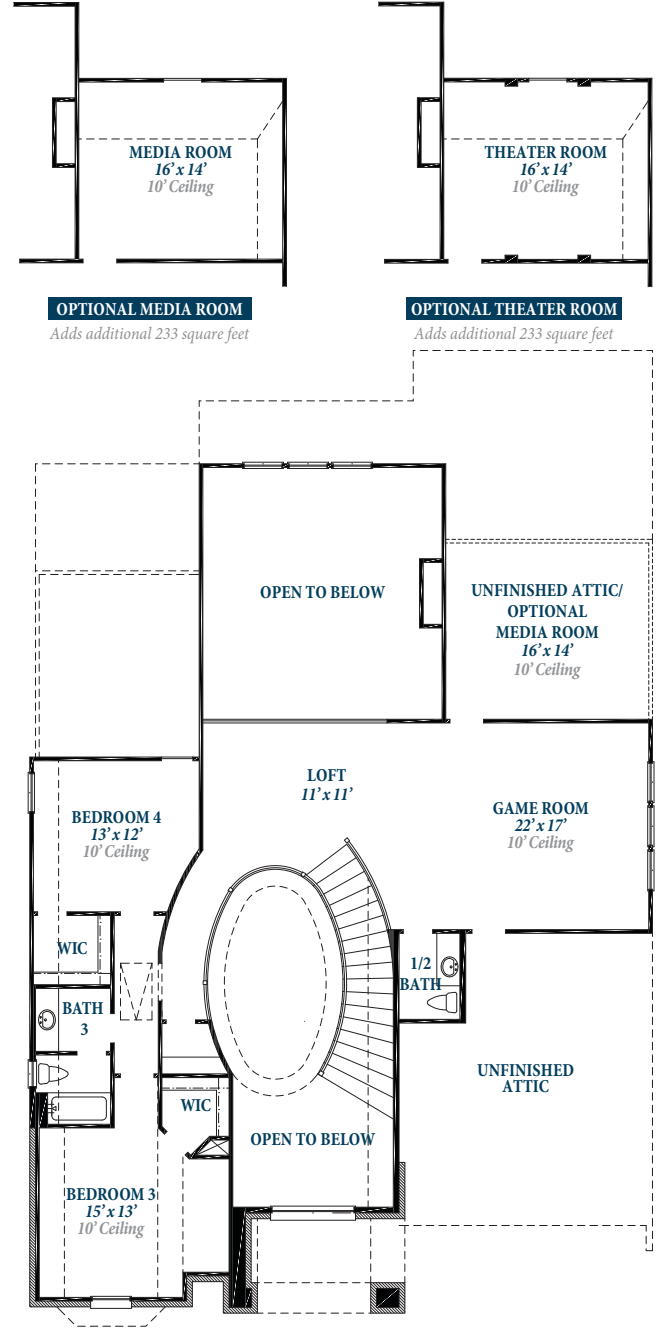 MEDIA ROOM
16' x 14'
10' Ceiling
OPTIONAL MEDIA ROOM
Adds additional 233 square feet
THEATER ROOM
16' x 14'
10' Ceiling
OPTIONAL THEATER ROOM
Adds additional 233 square feet
OPEN TO BELOW
UNFINISHED ATTIC/
OPTIONAL
MEDIA ROOM
16' x 14'
10' Ceiling
LOFT
11' x 11'
BEDROOM 4
13' x 12'
10' Ceiling
GAME ROOM
22' x 17'
10' Ceiling
WIC
1/2
BATH
BATH
3
UNFINISHED
ATTIC
WIC
OPEN TO BELOW
BEDROOM 3
15' x 13'
10' Ceiling